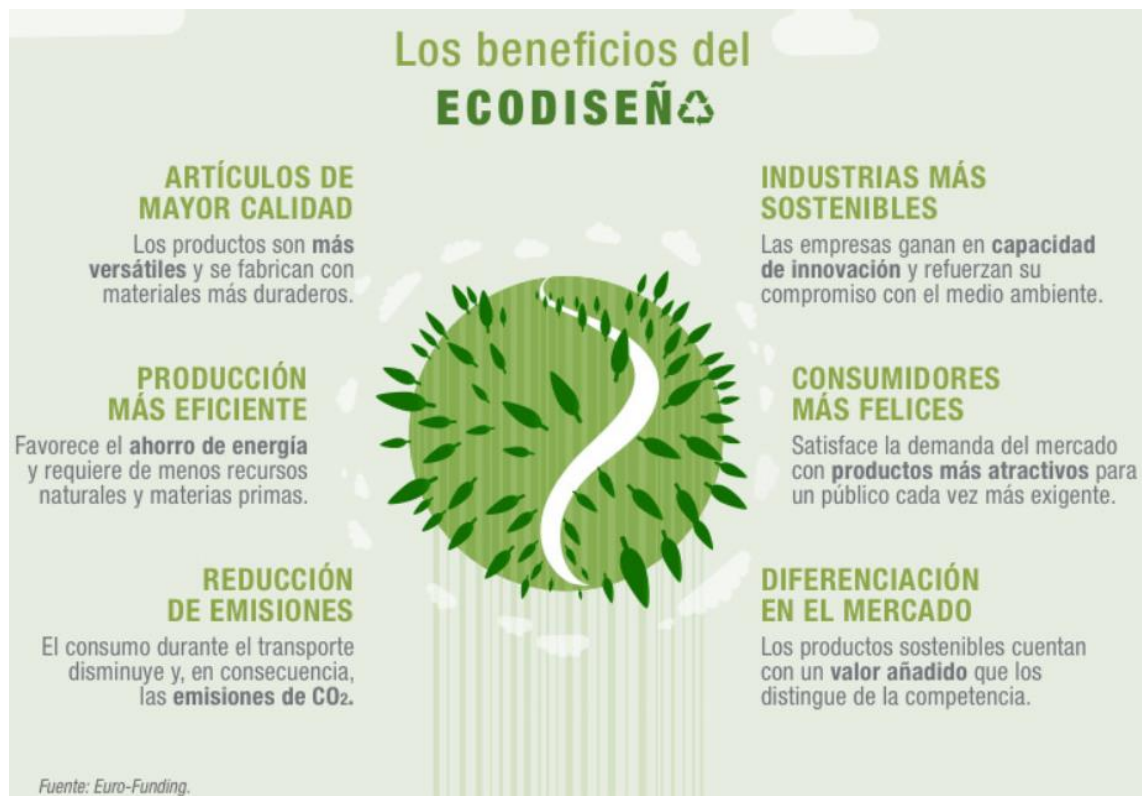 Los beneficios del
ECODISEÑO
ARTÍCULOS DE
MAYOR CALIDAD
Los productos son más
versátiles y se fabrican con
materiales más duraderos.
PRODUCCIÓN
MÁS EFICIENTE
Favorece el ahorro de energía
y requiere de menos recursos
naturales y materias primas.
REDUCCIÓN
DE EMISIONES
El consumo durante el transporte
disminuye y, en consecuencia,
las emisiones de CO₂.
INDUSTRIAS MÁS
SOSTENIBLES
Las empresas ganan en capacidad
de innovación y refuerzan su
compromiso con el medio ambiente.
CONSUMIDORES
MÁS FELICES
Satisface la demanda del mercado
con productos más atractivos para
un público cada vez más exigente.
DIFERENCIACIÓN
EN EL MERCADO
Los productos sostenibles cuentan
con un valor añadido que los
distingue de la competencia.
Fuente: Euro-Funding.